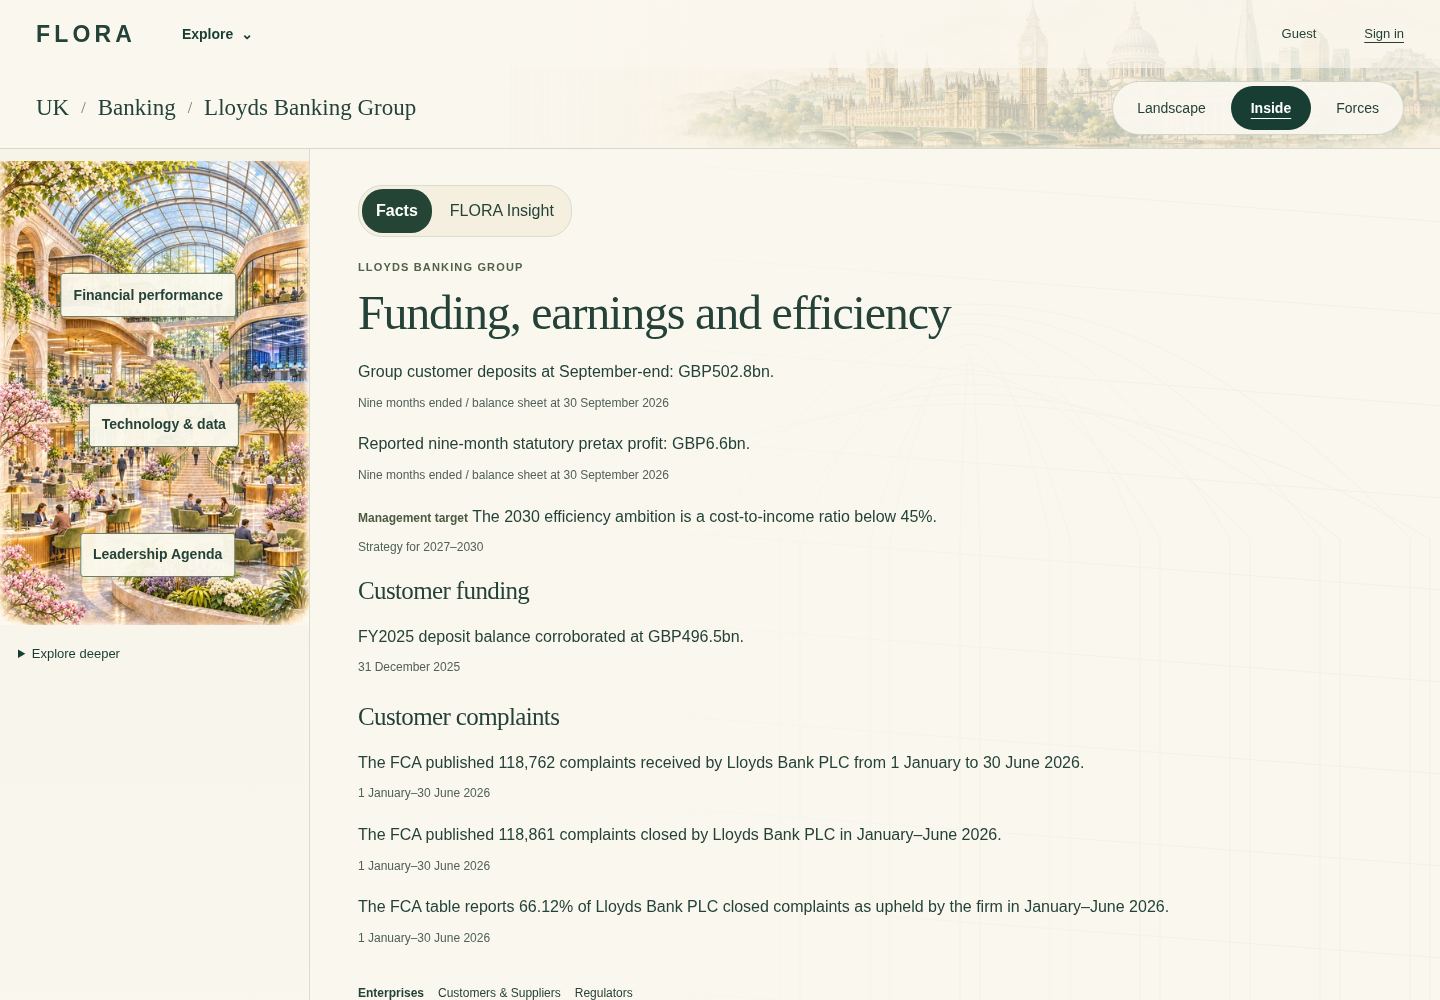 FLORA
Explore
Guest
Sign in
UK / Banking / Lloyds Banking Group
Landscape
Inside
Forces
Financial performance
Technology & data
Leadership Agenda
Explore deeper
Facts
FLORA Insight
LLOYDS BANKING GROUP
Funding, earnings and efficiency
Group customer deposits at September-end: GBP502.8bn.
Nine months ended / balance sheet at 30 September 2026
Reported nine-month statutory pretax profit: GBP6.6bn.
Nine months ended / balance sheet at 30 September 2026
Management target The 2030 efficiency ambition is a cost-to-income ratio below 45%.
Strategy for 2027–2030
Customer funding
FY2025 deposit balance corroborated at GBP496.5bn.
31 December 2025
Customer complaints
The FCA published 118,762 complaints received by Lloyds Bank PLC from 1 January to 30 June 2026.
1 January–30 June 2026
The FCA published 118,861 complaints closed by Lloyds Bank PLC in January–June 2026.
1 January–30 June 2026
The FCA table reports 66.12% of Lloyds Bank PLC closed complaints as upheld by the firm in January–June 2026.
1 January–30 June 2026
Enterprises Customers & Suppliers Regulators